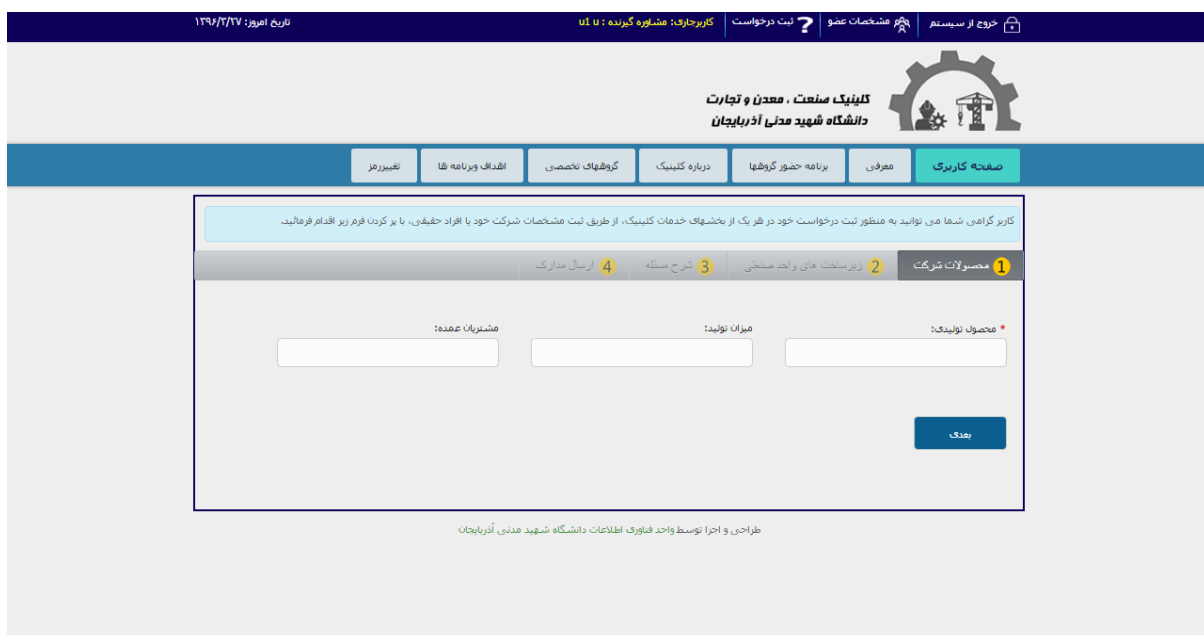 خروج از سیستم
مشخصات عضو
ثبت درخواست
کاربرجاری: مشاوره گیرنده : u1 u
تاریخ امروز: ۱۳۹۶/۳/۲۷
کلینیک صنعت ، معدن و تجارت
دانشگاه شهید مدنی آذربایجان
صفحه کاربری
معرفی
برنامه حضور گروهها
درباره کلینیک
گروههای تخصصی
اهداف وبرنامه ها
تغییررمز
کاربر گرامی شما می توانید به منظور ثبت درخواست خود در هر یک از بخشهای خدمات کلینیک، از طریق ثبت مشخصات شرکت خود یا افراد حقیقی، با پر کردن فرم زیر اقدام فرمائید.
1 محصولات شرکت
2 زیرساخت های واحد صنعتی
3 شرح مسئله
4 ارسال مدارک
* محصول تولیدی:
میزان تولید:
مشتریان عمده:
بعدی
طراحی و اجرا توسط واحد فناوری اطلاعات دانشگاه شهید مدنی آذربایجان